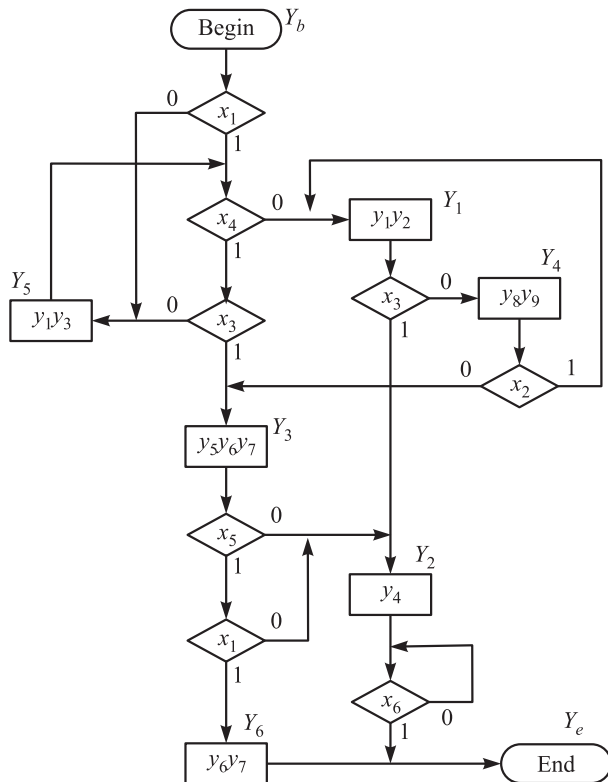 Begin Y_b
0 x_1
1
0 Y_1
x_4 y_1y_2
1
Y_5 0 x_3 0 Y_4
y_1y_3 x_3 y_8y_9
1 1
0 x_2 1
Y_3
y_5y_6y_7
x_5 0
1 Y_2
y_4
x_1 0
1
x_6 0
Y_6 1 Y_e
y_6y_7 End